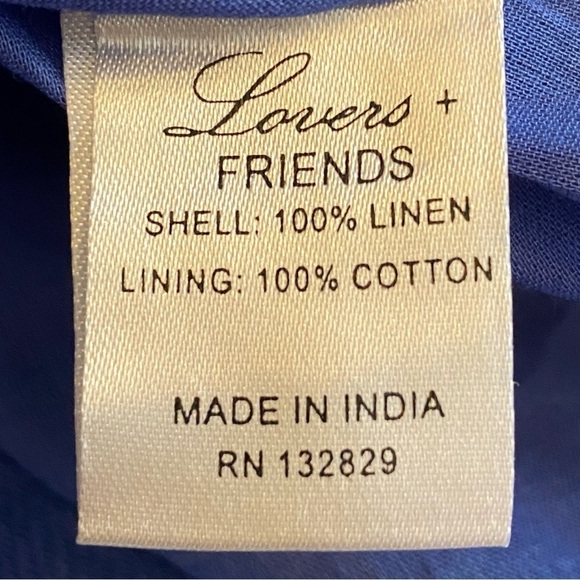 Lovers +
FRIENDS
SHELL: 100% LINEN
LINING: 100% COTTON
MADE IN INDIA
RN 132829